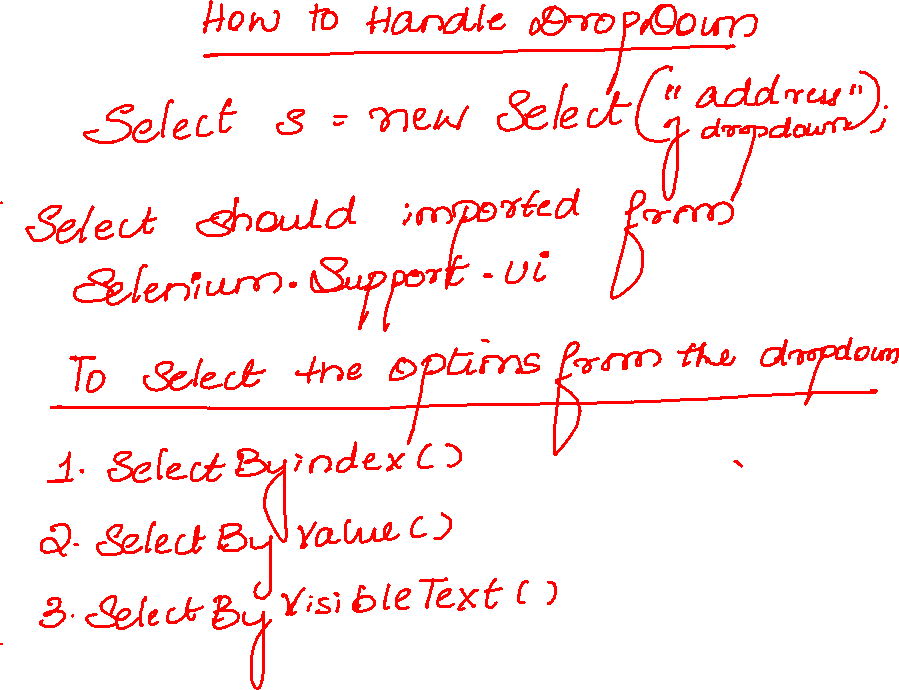 How to Handle DropDown
Select s = new Select("address"
of dropdown);
Select should imported from
Selenium.Support.ui
To Select the options from the dropdown
1. SelectByindex()
2. SelectByValue()
3. SelectByVisibleText()